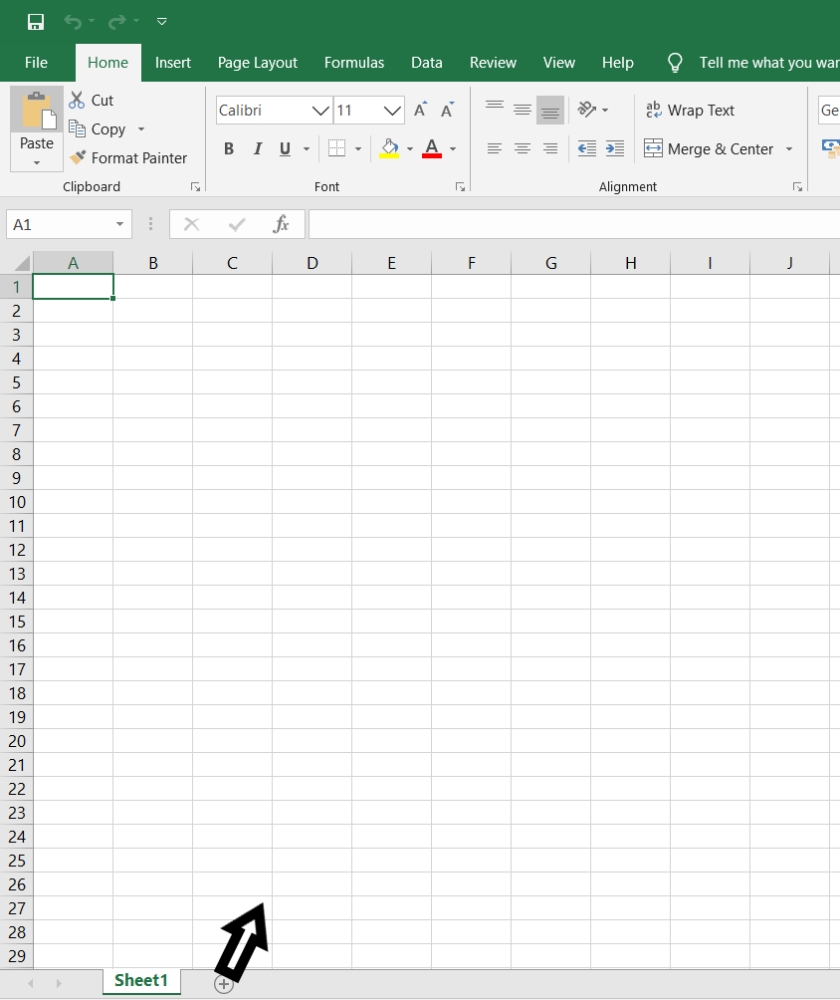 File Home Insert Page Layout Formulas Data Review View Help Tell me what you
Paste
Cut
Copy
Format Painter
Clipboard
Calibri 11 A A
B I U A
Font
Wrap Text
Merge & Center
Alignment
Ge
A1 fx
A B C D E F G H I J
1
2
3
4
5
6
7
8
9
10
11
12
13
14
15
16
17
18
19
20
21
22
23
24
25
26
27
28
29
Sheet1